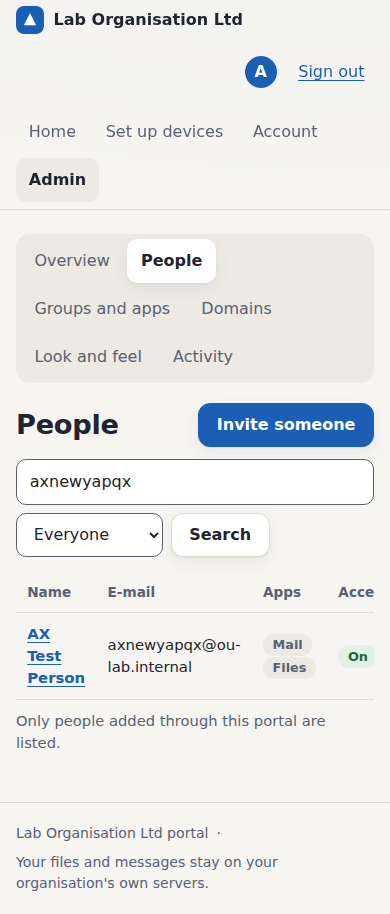 Lab Organisation Ltd
A
Sign out
Home
Set up devices
Account
Admin
Overview
People
Groups and apps
Domains
Look and feel
Activity
People
Invite someone
axnewyapqx
Everyone
Search
Name
E-mail
Apps
Acce
AX
Test
Person
axnewyapqx@ou-
lab.internal
Mail
Files
On
Only people added through this portal are
listed.
Lab Organisation Ltd portal ·
Your files and messages stay on your
organisation's own servers.